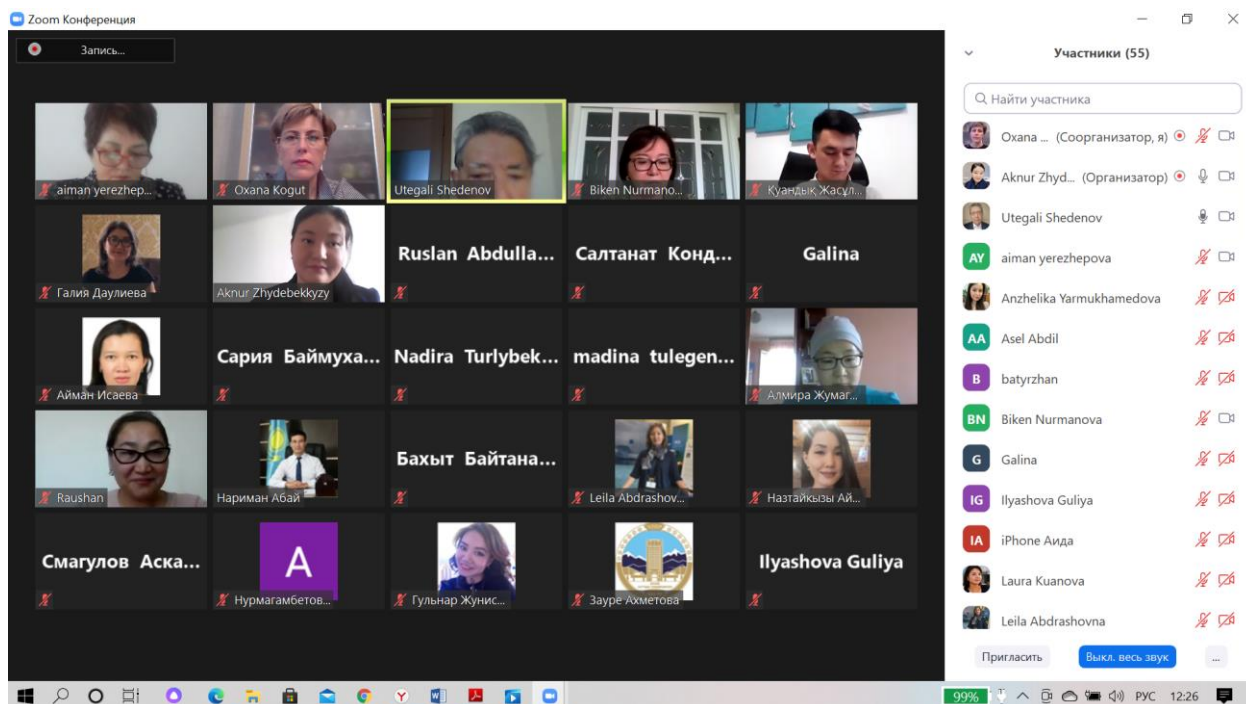 Zoom Конференция
Запись...
Участники (55)
Найти участника
aiman yerezhep...
Oxana Kogut
Utegali Shedenov
Biken Nurmano...
Қуандық Жасұл...
Галия Даулиева
Aknur Zhydebekkyzy
Ruslan Abdulla...
Салтанат Конд...
Galina
Айман Исаева
Сария Баймуха...
Nadira Turlybek...
madina tulegen...
Алмира Жумаг...
Raushan
Нариман Абай
Бахыт Байтана...
Leila Abdrashov...
Назтайкызы Ай...
Смагулов Аска...
A
Нурмагамбетов...
Гульнар Жунис...
Зауре Ахметова
Ilyashova Guliya
Oxana ... (Соорганизатор, я)
Aknur Zhyd... (Организатор)
Utegali Shedenov
AY aiman yerezhepova
Anzhelika Yarmukhamedova
AA Asel Abdil
B batyrzhan
BN Biken Nurmanova
G Galina
IG Ilyashova Guliya
IA iPhone Аида
Laura Kuanova
Leila Abdrashovna
Пригласить Выкл. весь звук ...
99% РУС 12:26